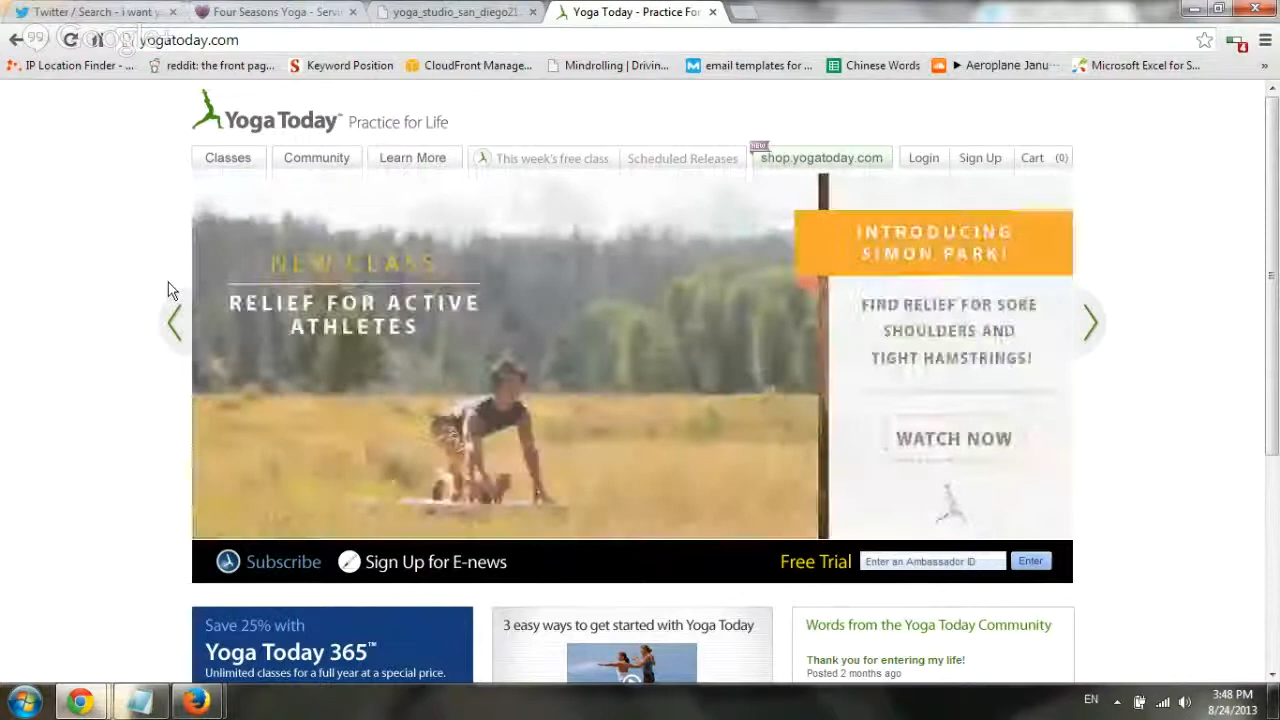 Twitter / Search - i want y
Four Seasons Yoga - Serv
yoga_studio_san_diego21
Yoga Today - Practice For
yogatoday.com
IP Location Finder - ...
reddit: the front pag...
Keyword Position
CloudFront Manage...
Mindrolling | Drivin...
email templates for ...
Chinese Words
► Aeroplane Janu...
Microsoft Excel for S...
»
Yoga Today™ Practice for Life
Classes
Community
Learn More
This week's free class
Scheduled Releases
NEW
shop.yogatoday.com
Login
Sign Up
Cart (0)
NEW CLASS
RELIEF FOR ACTIVE
ATHLETES
INTRODUCING
SIMON PARK!
FIND RELIEF FOR SORE
SHOULDERS AND
TIGHT HAMSTRINGS!
WATCH NOW
Subscribe
Sign Up for E-news
Free Trial
Enter an Ambassador ID
Enter
Save 25% with
Yoga Today 365™
Unlimited classes for a full year at a special price.
3 easy ways to get started with Yoga Today
Words from the Yoga Today Community
Thank you for entering my life!
Posted 2 months ago
EN
3:48 PM
8/24/2013